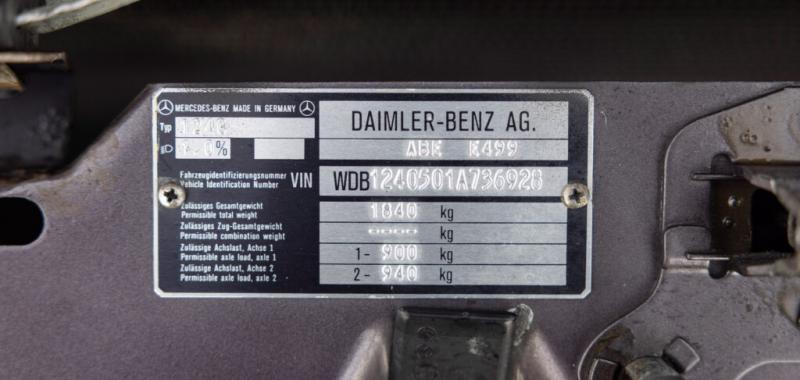 MERCEDES-BENZ MADE IN GERMANY
DAIMLER-BENZ AG.
Typ
ABE E499
Fahrzeugidentifizierungsnummer
Vehicle Identification Number VIN WDB1240501A736928
Zulässiges Gesamtgewicht
Permissible total weight 1840 kg
Zulässiges Zug-Gesamtgewicht
Permissible combination weight kg
Zulässige Achslast, Achse 1
Permissible axle load, axle 1 1- 900 kg
Zulässige Achslast, Achse 2
Permissible axle load, axle 2 2- 940 kg